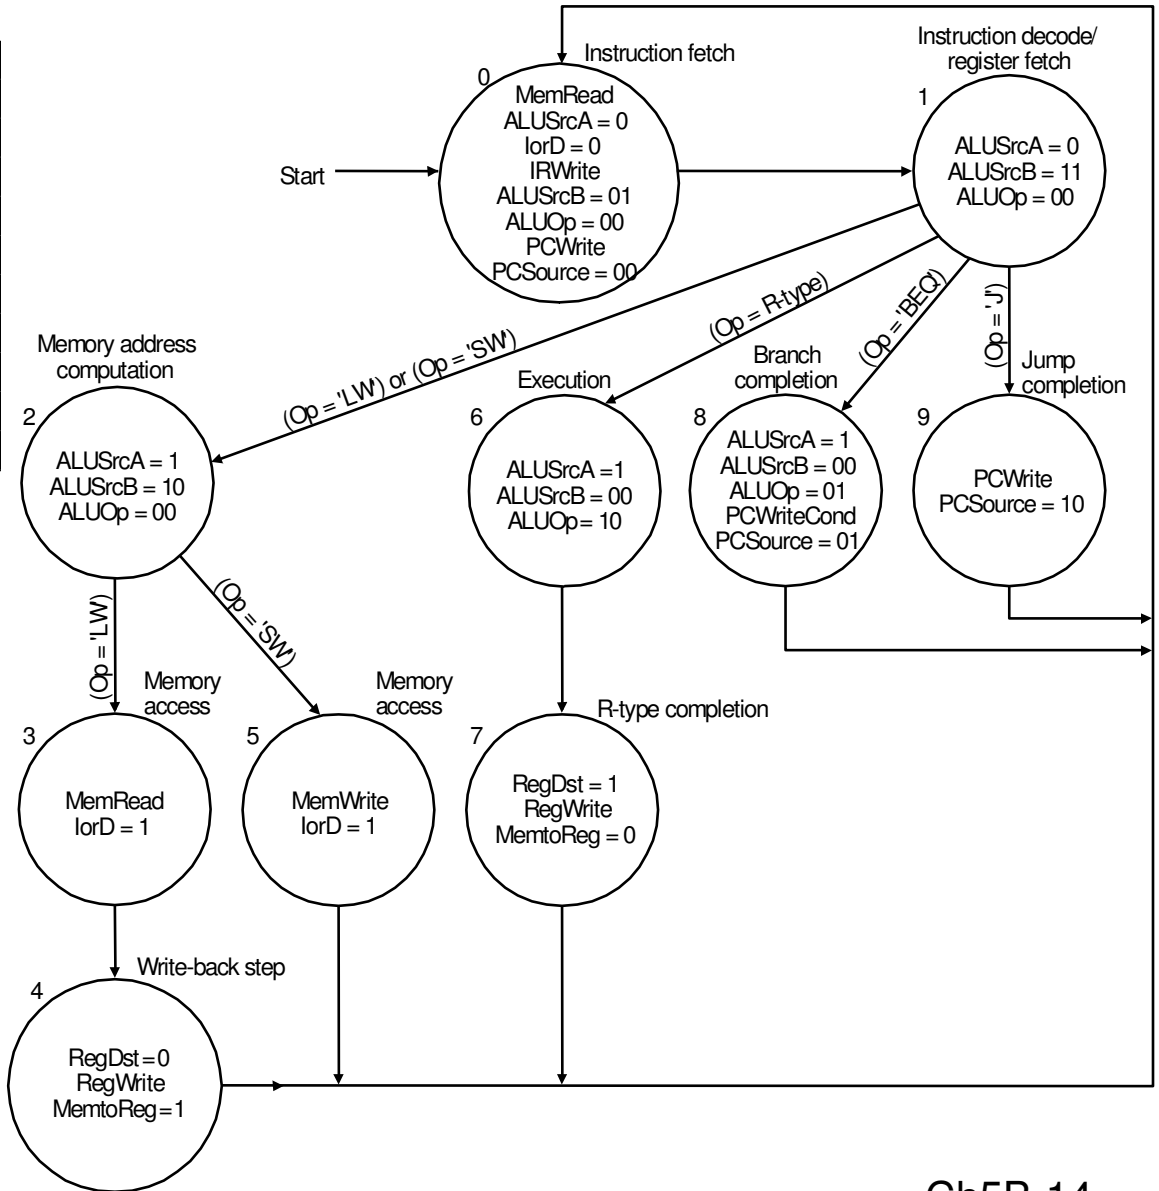 Instruction fetch
0
MemRead
ALUSrcA = 0
IorD = 0
IRWrite
ALUSrcB = 01
ALUOp = 00
PCWrite
PCSource = 00
Start
Instruction decode/
register fetch
1
ALUSrcA = 0
ALUSrcB = 11
ALUOp = 00
(Op = 'LW') or (Op = 'SW')
(Op = R-type)
(Op = 'BEQ')
(Op = 'J')
Memory address
computation
2
ALUSrcA = 1
ALUSrcB = 10
ALUOp = 00
Execution
6
ALUSrcA =1
ALUSrcB = 00
ALUOp= 10
Branch
completion
8
ALUSrcA = 1
ALUSrcB = 00
ALUOp = 01
PCWriteCond
PCSource = 01
Jump
completion
9
PCWrite
PCSource = 10
(Op = 'LW')
(Op = 'SW')
Memory
access
3
MemRead
IorD = 1
Memory
access
5
MemWrite
IorD = 1
R-type completion
7
RegDst = 1
RegWrite
MemtoReg = 0
Write-back step
4
RegDst=0
RegWrite
MemtoReg=1
Ch5B-14